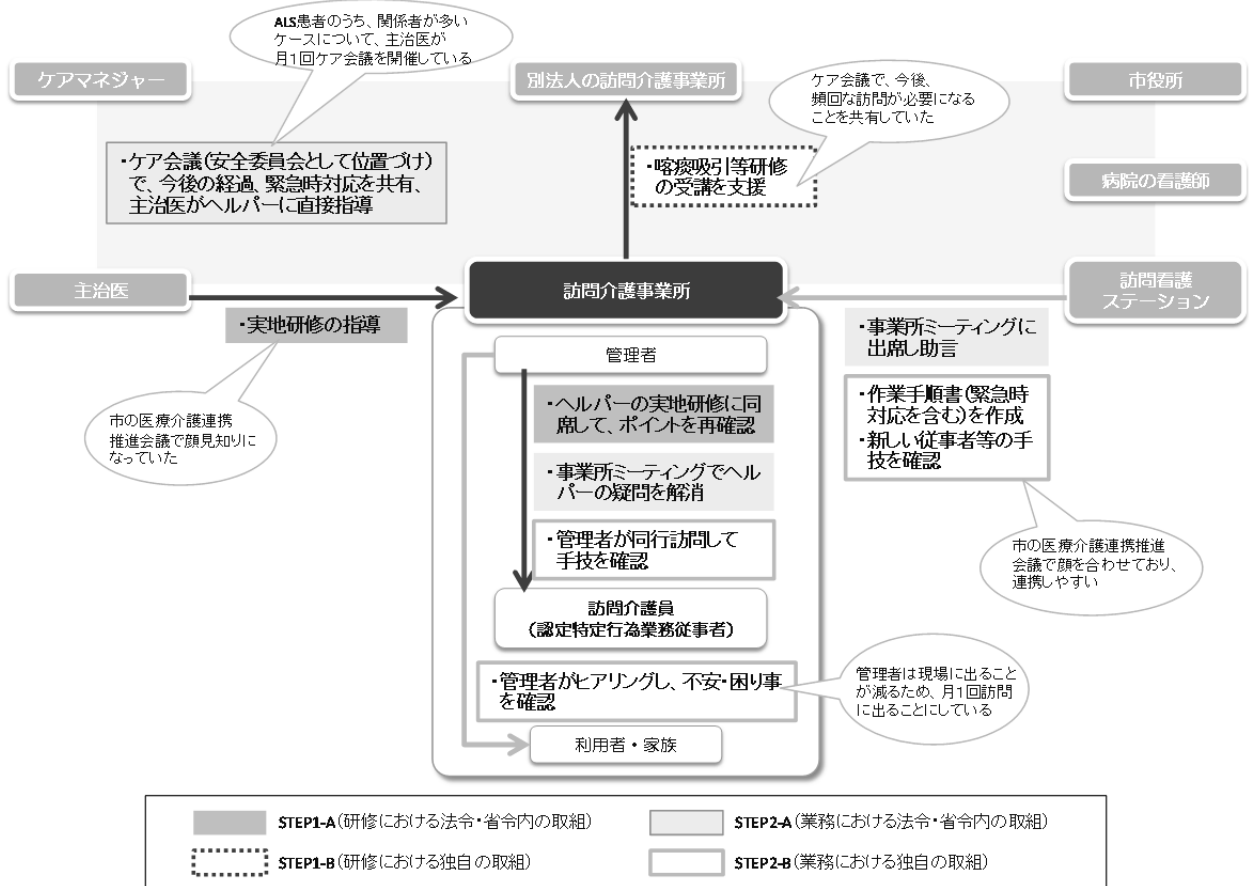 ALS患者のうち、関係者が多い
ケースについて、主治医が
月1回ケア会議を開催している
ケアマネジャー
別法人の訪問介護事業所
市役所
ケア会議で、今後、
頻回な訪問が必要になる
ことを共有していた
・ケア会議(安全委員会として位置づけ)
で、今後の経過、緊急時対応を共有、
主治医がヘルパーに直接指導
・喀痰吸引等研修
の受講を支援
病院の看護師
主治医
訪問介護事業所
訪問看護
ステーション
・実地研修の指導
管理者
・事業所ミーティングに
出席し助言
市の医療介護連携
推進会議で顔見知りに
なっていた
・ヘルパーの実地研修に同
席して、ポイントを再確認
・作業手順書(緊急時
対応を含む)を作成
・新しい従事者等の手
技を確認
・事業所ミーティングでヘル
パーの疑問を解消
・管理者が同行訪問して
手技を確認
市の医療介護連携推進
会議で顔を合わせており、
連携しやすい
訪問介護員
(認定特定行為業務従事者)
・管理者がヒアリングし、不安・困り事
を確認
管理者は現場に出ること
が減るため、月1回訪問
に出ることにしている
利用者・家族
STEP1-A(研修における法令・省令内の取組)
STEP2-A(業務における法令・省令内の取組)
STEP1-B(研修における独自の取組)
STEP2-B(業務における独自の取組)